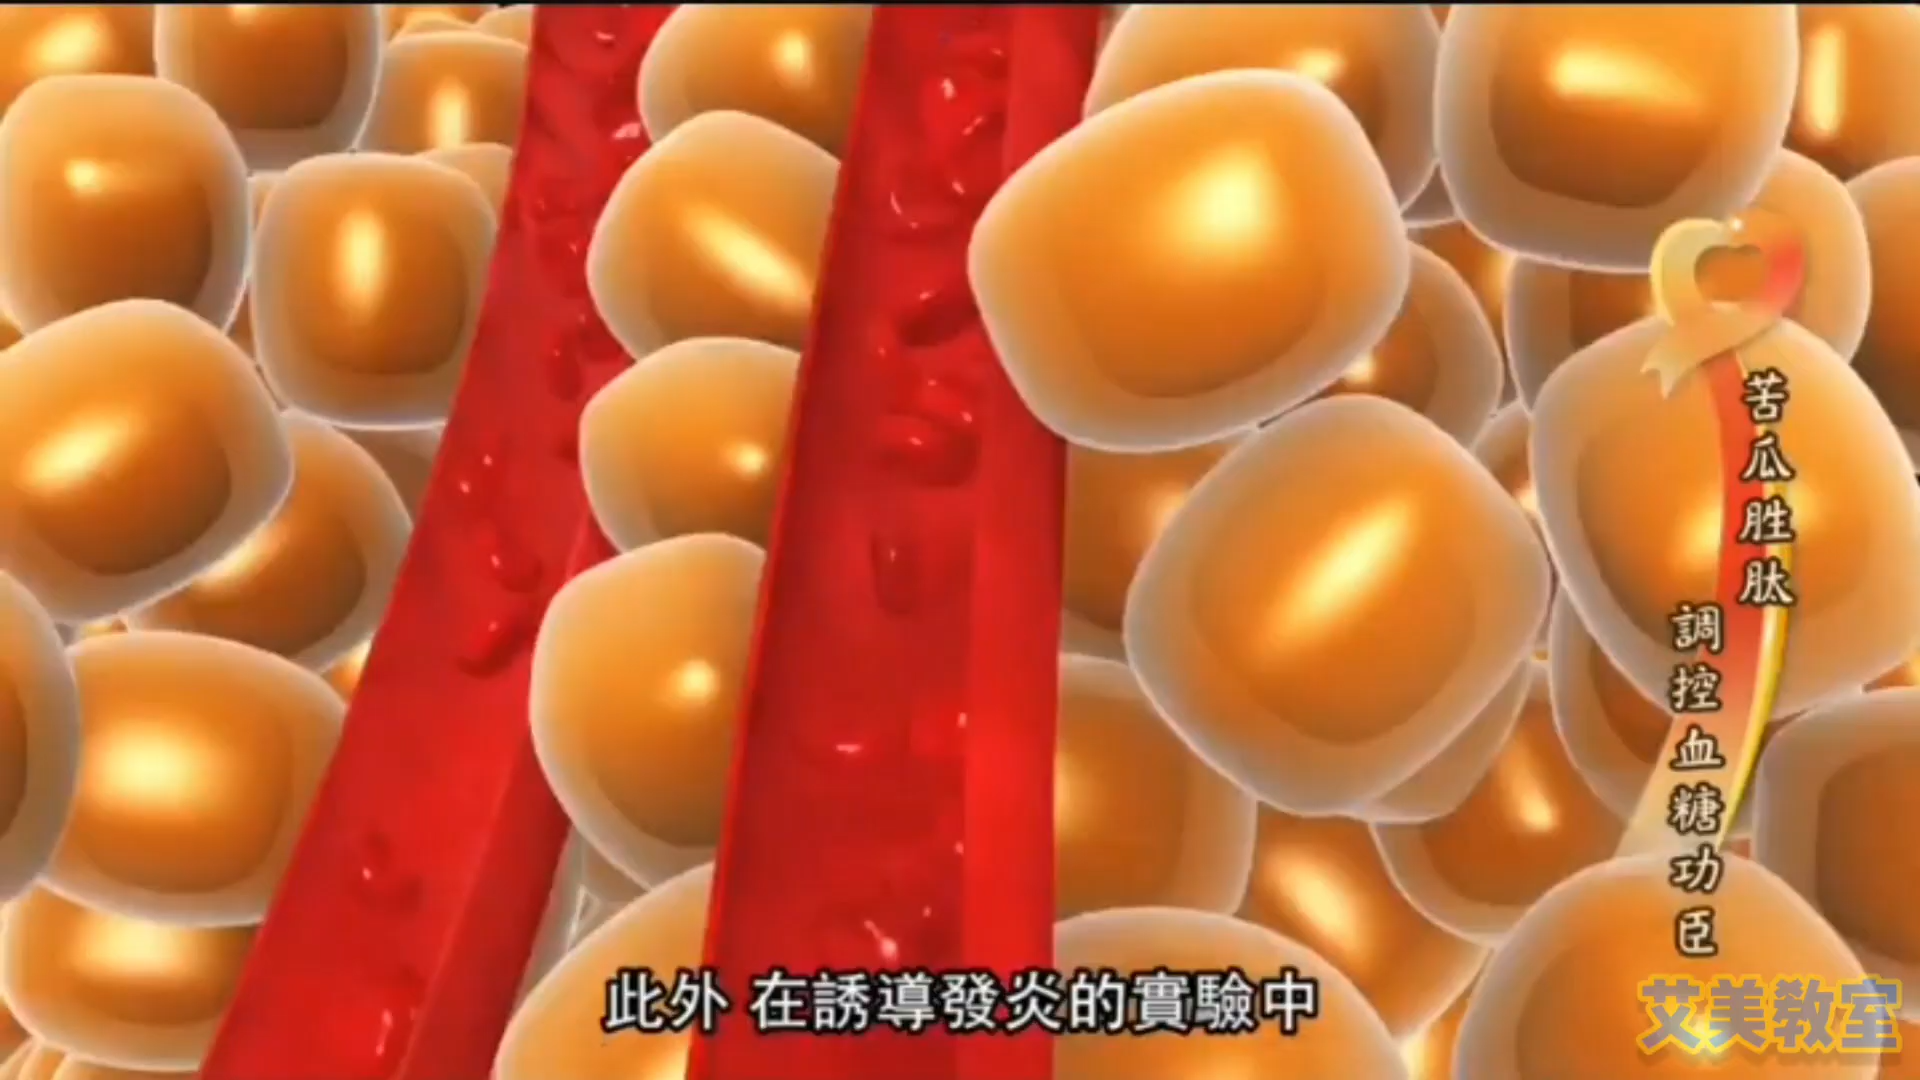 苦瓜胜肽
調控血糖功臣
此外 在誘導發炎的實驗中
艾美教室